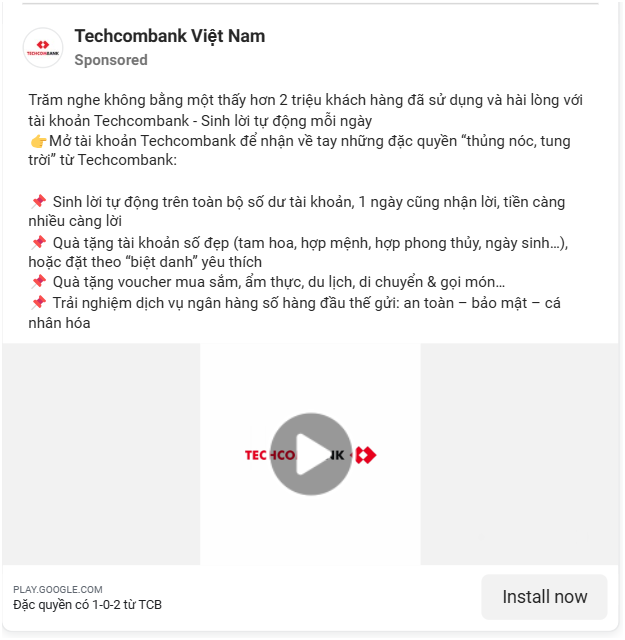 TECHCOMBANK
Techcombank Việt Nam
Sponsored
Trăm nghe không bằng một thấy hơn 2 triệu khách hàng đã sử dụng và hài lòng với
tài khoản Techcombank - Sinh lời tự động mỗi ngày
👉Mở tài khoản Techcombank để nhận về tay những đặc quyền “thủng nóc, tung
trời” từ Techcombank:
📌 Sinh lời tự động trên toàn bộ số dư tài khoản, 1 ngày cũng nhận lời, tiền càng
nhiều càng lời
📌 Quà tặng tài khoản số đẹp (tam hoa, hợp mệnh, hợp phong thủy, ngày sinh…),
hoặc đặt theo “biệt danh” yêu thích
📌 Quà tặng voucher mua sắm, ẩm thực, du lịch, di chuyển & gọi món…
📌 Trải nghiệm dịch vụ ngân hàng số hàng đầu thế gửi: an toàn – bảo mật – cá
nhân hóa
PLAY.GOOGLE.COM
Đặc quyền có 1-0-2 từ TCB
Install now